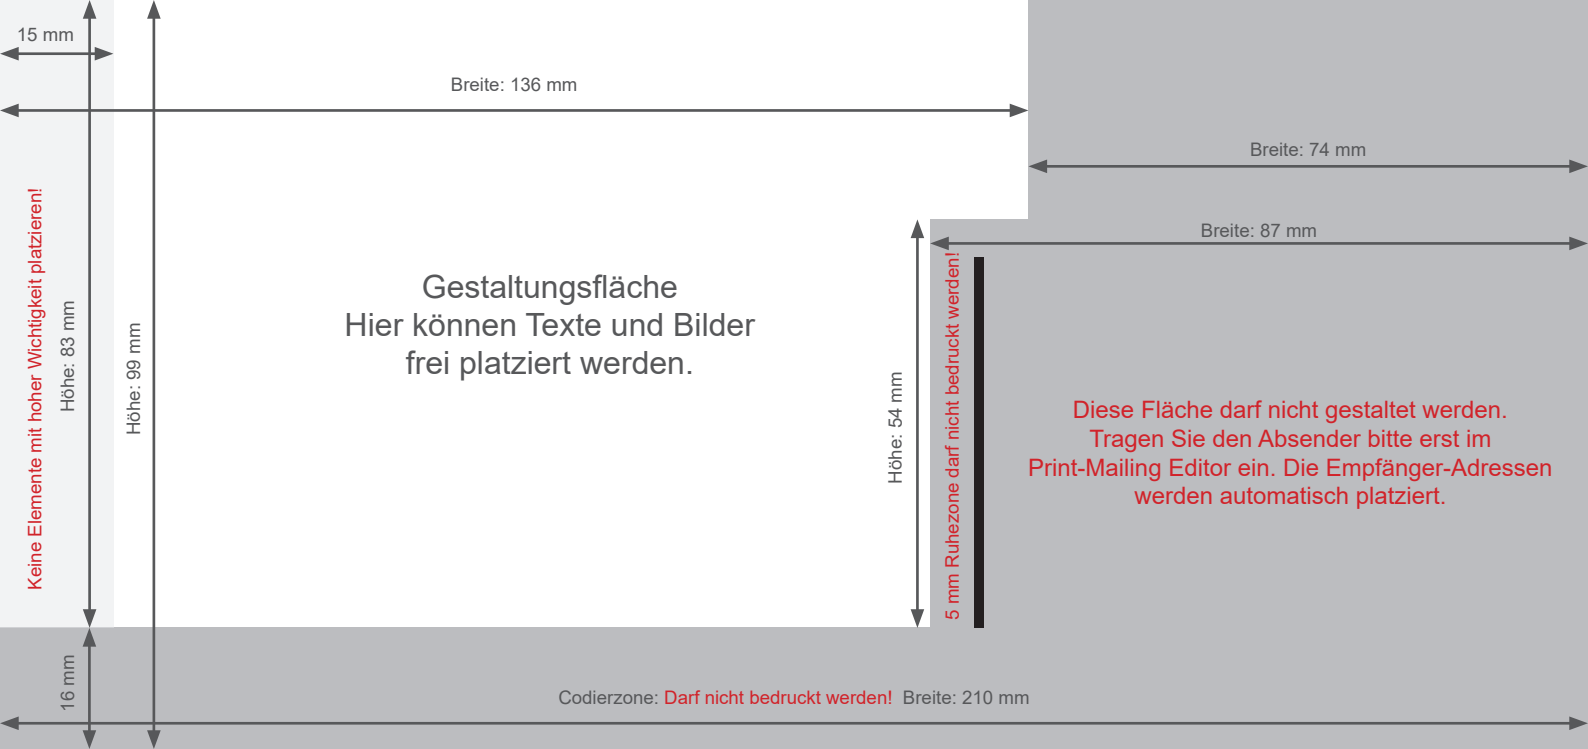 15 mm
Breite: 136 mm
Breite: 74 mm
Breite: 87 mm
Keine Elemente mit hoher Wichtigkeit platzieren!
Höhe: 83 mm
Höhe: 99 mm
Gestaltungsfläche
Hier können Texte und Bilder
frei platziert werden.
Höhe: 54 mm
5 mm Ruhezone darf nicht bedruckt werden!
Diese Fläche darf nicht gestaltet werden.
Tragen Sie den Absender bitte erst im
Print-Mailing Editor ein. Die Empfänger-Adressen
werden automatisch platziert.
16 mm
Codierzone: Darf nicht bedruckt werden! Breite: 210 mm